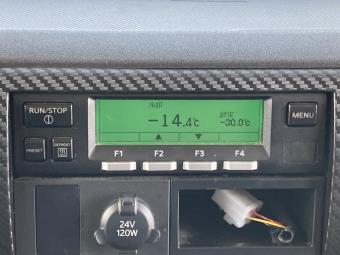 RUN/STOP
-14.4℃
-30.0℃
MENU
▲ ▼
PRESET
DEFROST
F1 F2 F3 F4
24V
120W